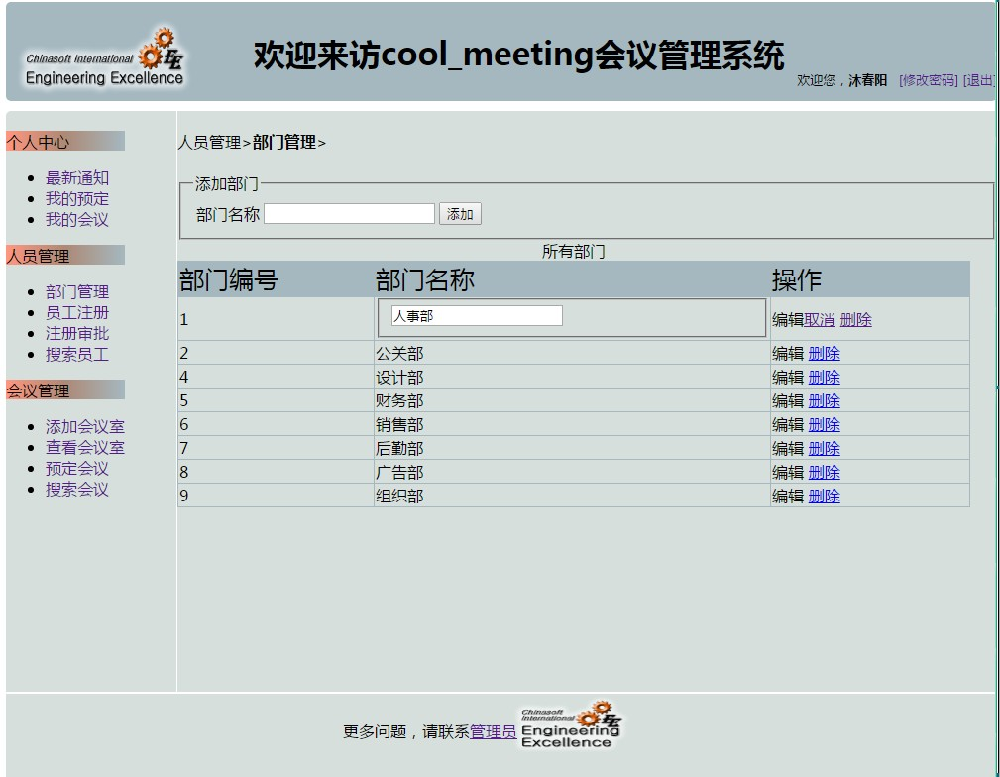 Chinasoft International
Engineering Excellence
欢迎来访cool_meeting会议管理系统
欢迎您，沐春阳 [修改密码] [退出]
个人中心
最新通知
我的预定
我的会议
人员管理
部门管理
员工注册
注册审批
搜索员工
会议管理
添加会议室
查看会议室
预定会议
搜索会议
人员管理>部门管理>
添加部门
部门名称 添加
所有部门
部门编号 部门名称 操作
1 人事部 编辑取消 删除
2 公关部 编辑 删除
4 设计部 编辑 删除
5 财务部 编辑 删除
6 销售部 编辑 删除
7 后勤部 编辑 删除
8 广告部 编辑 删除
9 组织部 编辑 删除
更多问题，请联系管理员
Chinasoft
International
Engineering
Excellence